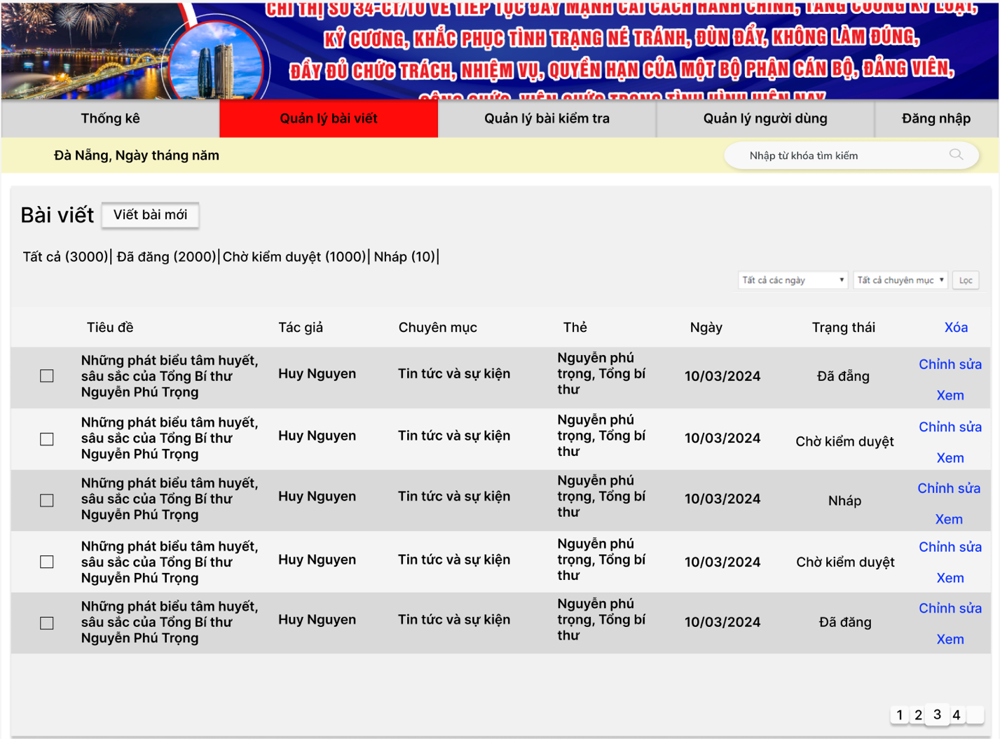 CHỈ THỊ SỐ 34-CT/TU VỀ TIẾP TỤC ĐẨY MẠNH CẢI CÁCH HÀNH CHÍNH, TĂNG CƯỜNG KỶ LUẬT,
KỶ CƯƠNG, KHẮC PHỤC TÌNH TRẠNG NÉ TRÁNH, ĐÙN ĐẨY, KHÔNG LÀM ĐÚNG,
ĐẦY ĐỦ CHỨC TRÁCH, NHIỆM VỤ, QUYỀN HẠN CỦA MỘT BỘ PHẬN CÁN BỘ, ĐẢNG VIÊN,
CÔNG CHỨC, VIÊN CHỨC TRONG TÌNH HÌNH HIỆN NAY
Thống kê
Quản lý bài viết
Quản lý bài kiểm tra
Quản lý người dùng
Đăng nhập
Đà Nẵng, Ngày tháng năm
Nhập từ khóa tìm kiếm
Bài viết
Viết bài mới
Tất cả (3000)| Đã đăng (2000)| Chờ kiểm duyệt (1000)| Nháp (10)|
Tất cả các ngày
Tất cả chuyên mục
Lọc
Tiêu đề
Tác giả
Chuyên mục
Thẻ
Ngày
Trạng thái
Xóa
Những phát biểu tâm huyết,
sâu sắc của Tổng Bí thư
Nguyễn Phú Trọng
Huy Nguyen
Tin tức và sự kiện
Nguyễn phú
trọng, Tổng bí
thư
10/03/2024
Đã đẵng
Chỉnh sửa
Xem
Những phát biểu tâm huyết,
sâu sắc của Tổng Bí thư
Nguyễn Phú Trọng
Huy Nguyen
Tin tức và sự kiện
Nguyễn phú
trọng, Tổng bí
thư
10/03/2024
Chờ kiểm duyệt
Chỉnh sửa
Xem
Những phát biểu tâm huyết,
sâu sắc của Tổng Bí thư
Nguyễn Phú Trọng
Huy Nguyen
Tin tức và sự kiện
Nguyễn phú
trọng, Tổng bí
thư
10/03/2024
Nháp
Chỉnh sửa
Xem
Những phát biểu tâm huyết,
sâu sắc của Tổng Bí thư
Nguyễn Phú Trọng
Huy Nguyen
Tin tức và sự kiện
Nguyễn phú
trọng, Tổng bí
thư
10/03/2024
Chờ kiểm duyệt
Chỉnh sửa
Xem
Những phát biểu tâm huyết,
sâu sắc của Tổng Bí thư
Nguyễn Phú Trọng
Huy Nguyen
Tin tức và sự kiện
Nguyễn phú
trọng, Tổng bí
thư
10/03/2024
Đã đăng
Chỉnh sửa
Xem
1 2 3 4